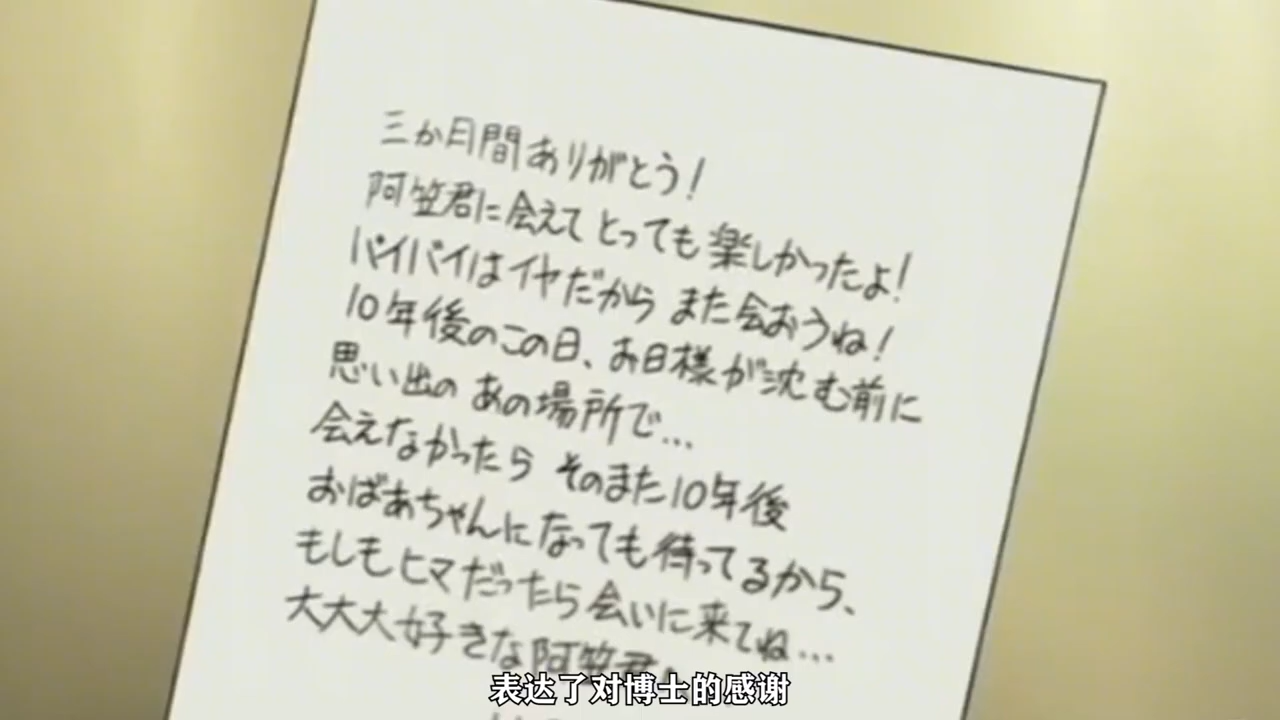 三か月間ありがとう!
阿笠君に会えて とっても 楽しかったよ!
バイバイはイヤだから また会おうね!
10年後のこの日、お日様が沈む前に
思い出の あの場所で...
会えなかったら そのまた10年後
おばあちゃんになっても 待ってるから、
もしもヒマだったら 会いに来てね...
大大大好きな阿笠君
表达了对博士的感谢